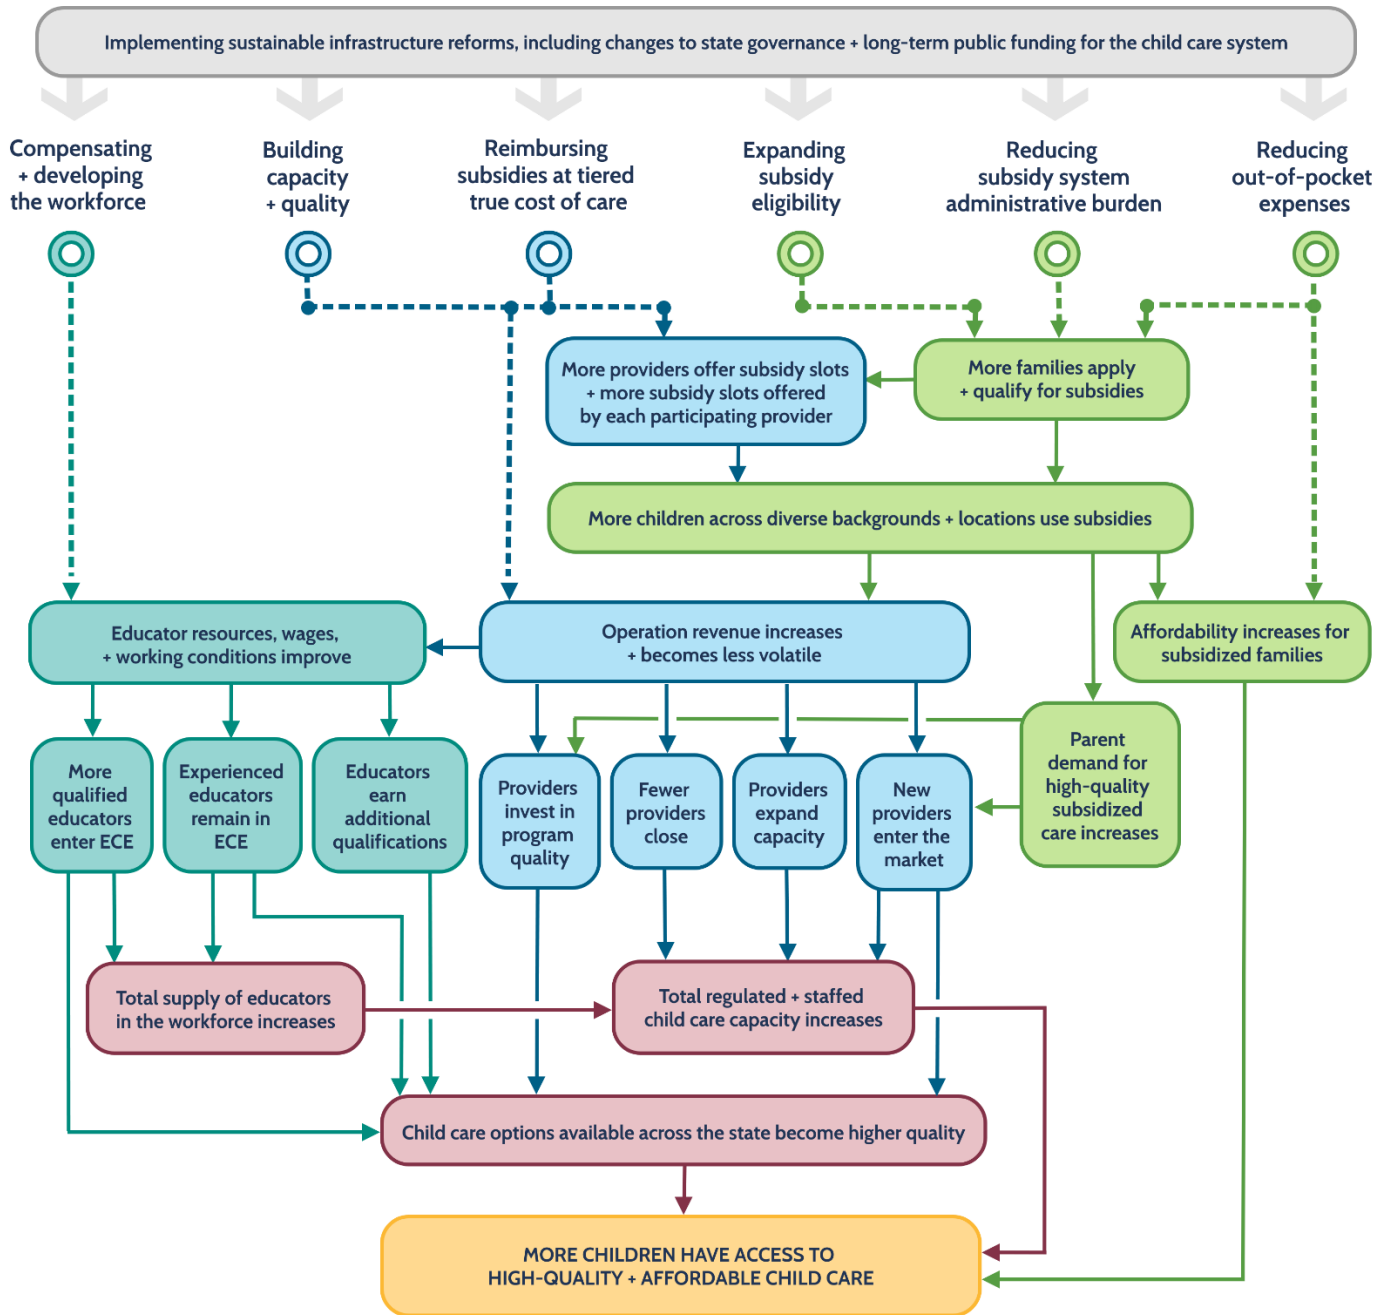 Implementing sustainable infrastructure reforms, including changes to state governance + long-term public funding for the child care system
Compensating
+ developing
the workforce
Building
capacity
+ quality
Reimbursing
subsidies at tiered
true cost of care
Expanding
subsidy
eligibility
Reducing
subsidy system
administrative burden
Reducing
out-of-pocket
expenses
More providers offer subsidy slots
+ more subsidy slots offered
by each participating provider
More families apply
+ qualify for subsidies
More children across diverse backgrounds + locations use subsidies
Educator resources, wages,
+ working conditions improve
Operation revenue increases
+ becomes less volatile
Affordability increases for
subsidized families
More
qualified
educators
enter ECE
Experienced
educators
remain in
ECE
Educators
earn
additional
qualifications
Providers
invest in
program
quality
Fewer
providers
close
Providers
expand
capacity
New
providers
enter the
market
Parent
demand for
high-quality
subsidized
care increases
Total supply of educators
in the workforce increases
Total regulated + staffed
child care capacity increases
Child care options available across the state become higher quality
MORE CHILDREN HAVE ACCESS TO
HIGH-QUALITY + AFFORDABLE CHILD CARE